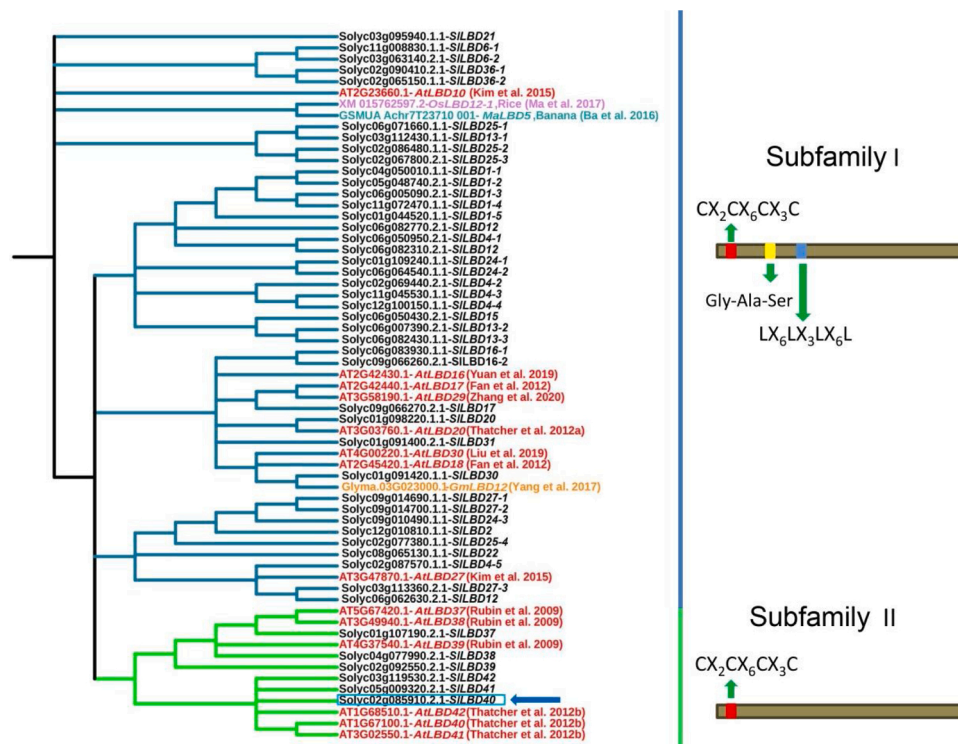 Solyc03g095940.1.1-SlLBD21
Solyc11g008830.1.1-SlLBD6-1
Solyc03g063140.2.1-SlLBD6-2
Solyc02g090410.2.1-SlLBD36-1
Solyc02g065150.1.1-SlLBD36-2
AT2G23660.1-AtLBD10 (Kim et al. 2015)
XM 015762597.2-OsLBD12-1,Rice (Ma et al. 2017)
GSMUA Achr7T23710 001- MaLBD5 ,Banana (Ba et al. 2016)
Solyc06g071660.1.1-SlLBD25-1
Solyc03g112430.1.1-SlLBD13-1
Solyc02g086480.1.1-SlLBD25-2
Solyc02g067800.2.1-SlLBD25-3
Solyc04g050010.1.1-SlLBD1-1
Solyc05g048740.2.1-SlLBD1-2
Solyc06g005090.2.1-SlLBD1-3
Solyc11g072470.1.1-SlLBD1-4
Solyc01g044520.1.1-SlLBD1-5
Solyc06g082770.2.1-SlLBD12
Solyc06g050950.2.1-SlLBD4-1
Solyc06g082310.2.1-SlLBD12
Solyc01g109240.1.1-SlLBD24-1
Solyc06g064540.1.1-SlLBD24-2
Solyc02g069440.2.1-SlLBD4-2
Solyc11g045530.1.1-SlLBD4-3
Solyc12g100150.1.1-SlLBD4-4
Solyc06g050430.2.1-SlLBD15
Solyc06g007390.2.1-SlLBD13-2
Solyc06g082430.1.1-SlLBD13-3
Solyc06g083930.1.1-SlLBD16-1
Solyc09g066260.2.1-SlLBD16-2
AT2G42430.1-AtLBD16 (Yuan et al. 2019)
AT2G42440.1-AtLBD17 (Fan et al. 2012)
AT3G58190.1-AtLBD29 (Zhang et al. 2020)
Solyc09g066270.2.1-SlLBD17
Solyc01g098220.1.1-SlLBD20
AT3G03760.1-AtLBD20(Thatcher et al. 2012a)
Solyc01g091400.2.1-SlLBD31
AT4G00220.1-AtLBD30 (Liu et al. 2019)
AT2G45420.1-AtLBD18 (Fan et al. 2012)
Solyc01g091420.1.1-SlLBD30
Glyma.03G023000.1-GmLBD12(Yang et al. 2017)
Solyc09g014690.1.1-SlLBD27-1
Solyc09g014700.1.1-SlLBD27-2
Solyc09g010490.1.1-SlLBD24-3
Solyc12g010810.1.1-SlLBD2
Solyc02g077380.1.1-SlLBD25-4
Solyc08g065130.1.1-SlLBD22
Solyc02g087570.1.1-SlLBD4-5
AT3G47870.1-AtLBD27(Kim et al. 2015)
Solyc03g113360.2.1-SlLBD27-3
Solyc06g062630.2.1-SlLBD12
AT5G67420.1-AtLBD37(Rubin et al. 2009)
AT3G49940.1-AtLBD38(Rubin et al. 2009)
Solyc01g107190.2.1-SlLBD37
AT4G37540.1-AtLBD39(Rubin et al. 2009)
Solyc04g077990.2.1-SlLBD38
Solyc02g092550.2.1-SlLBD39
Solyc03g119530.2.1-SlLBD42
Solyc05g009320.2.1-SlLBD41
Solyc02g085910.2.1-SlLBD40
AT1G68510.1-AtLBD42(Thatcher et al. 2012b)
AT1G67100.1-AtLBD40 (Thatcher et al. 2012b)
AT3G02550.1-AtLBD41 (Thatcher et al. 2012b)
Subfamily I
CX₂CX₆CX₃C
Gly-Ala-Ser
LX₆LX₃LX₆L
Subfamily II
CX₂CX₆CX₃C